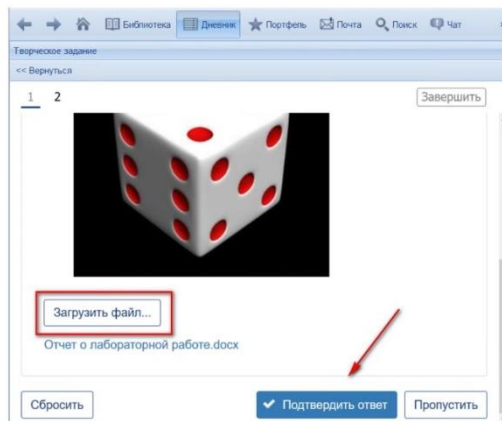 Библиотека Дневник Портфель Почта Поиск Чат
Творческое задание
<< Вернуться
1 2 Завершить
Загрузить файл...
Отчет о лабораторной работе.docx
Сбросить Подтвердить ответ Пропустить